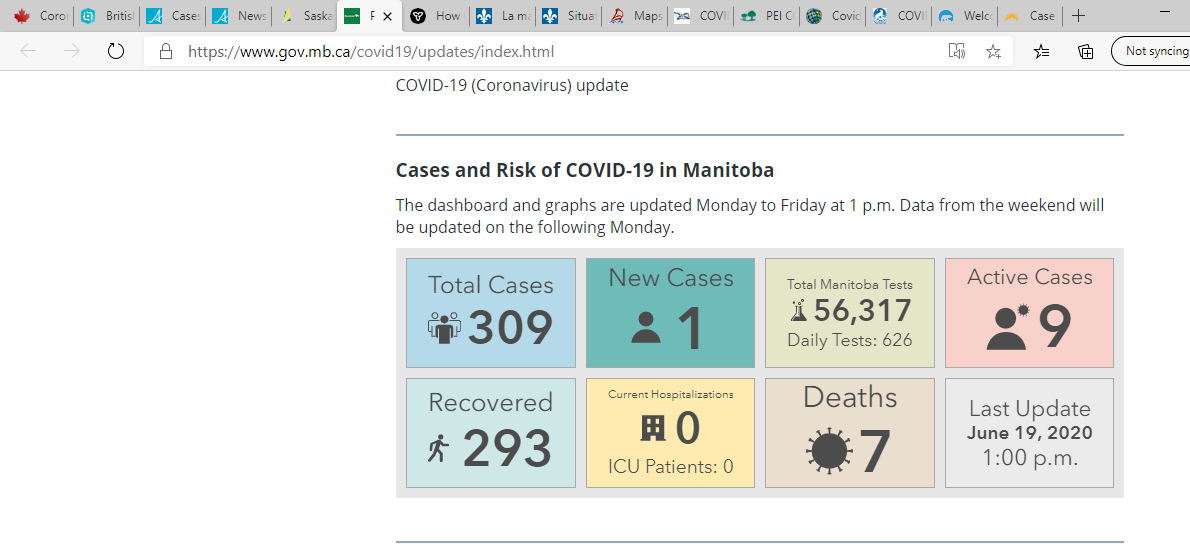 Coror
Britisl
Cases
News
Saska
F
How
La ma
Situat
Maps
COVI
PEI C
Covid
COVI
Welco
Case
https://www.gov.mb.ca/covid19/updates/index.html
Not syncing
COVID-19 (Coronavirus) update
Cases and Risk of COVID-19 in Manitoba
The dashboard and graphs are updated Monday to Friday at 1 p.m. Data from the weekend will
be updated on the following Monday.
Total Cases
309
New Cases
1
Total Manitoba Tests
56,317
Daily Tests: 626
Active Cases
9
Recovered
293
Current Hospitalizations
0
ICU Patients: 0
Deaths
7
Last Update
June 19, 2020
1:00 p.m.